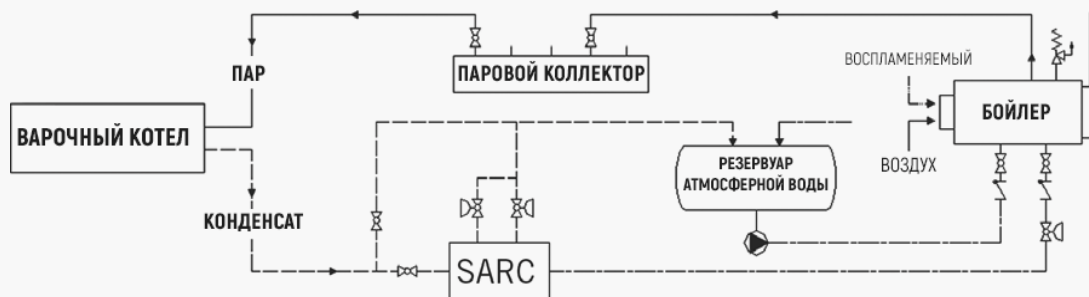 ПАР
ПАРОВОЙ КОЛЛЕКТОР
ВОСПЛАМЕНЯЕМЫЙ
БОЙЛЕР
ВАРОЧНЫЙ КОТЕЛ
ВОЗДУХ
РЕЗЕРВУАР
АТМОСФЕРНОЙ ВОДЫ
КОНДЕНСАТ
SARC